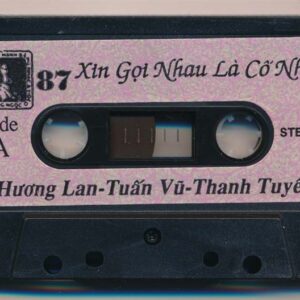 87 Xin Gọi Nhau Là Cố Nh
de
A
STE
Hương Lan-Tuấn Vũ-Thanh Tuyề